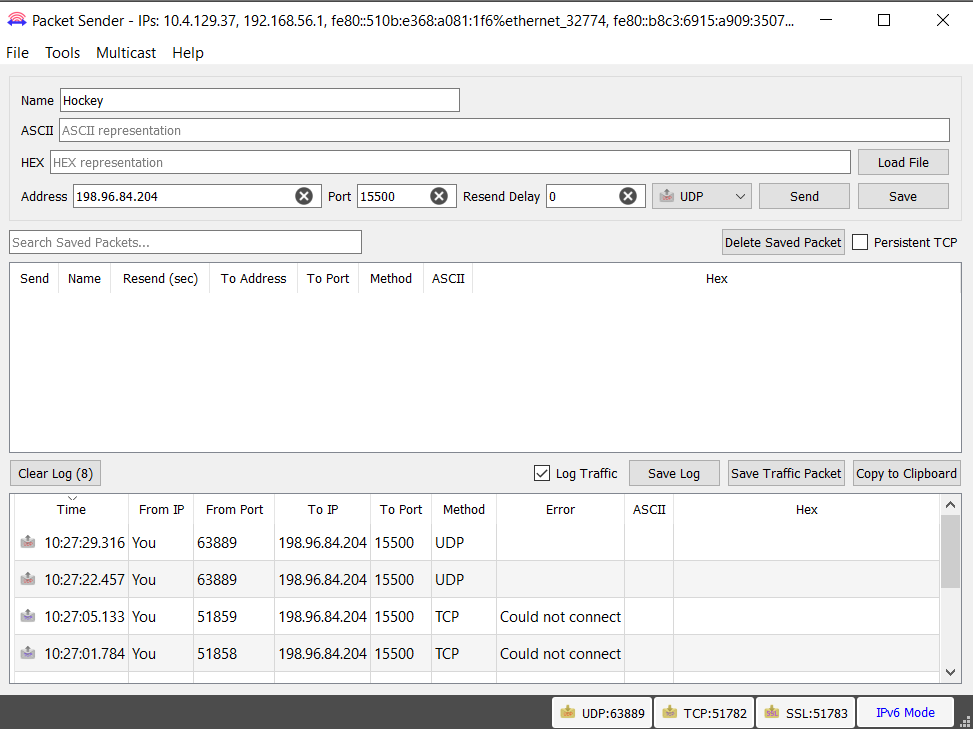 Packet Sender - IPs: 10.4.129.37, 192.168.56.1, fe80::510b:e368:a081:1f6%ethernet_32774, fe80::b8c3:6915:a909:3507...
File Tools Multicast Help
Name Hockey
ASCII ASCII representation
HEX HEX representation Load File
Address 198.96.84.204 Port 15500 Resend Delay 0 UDP Send Save
Search Saved Packets... Delete Saved Packet Persistent TCP
Send Name Resend (sec) To Address To Port Method ASCII Hex
Clear Log (8) Log Traffic Save Log Save Traffic Packet Copy to Clipboard
Time From IP From Port To IP To Port Method Error ASCII Hex
10:27:29.316 You 63889 198.96.84.204 15500 UDP
10:27:22.457 You 63889 198.96.84.204 15500 UDP
10:27:05.133 You 51859 198.96.84.204 15500 TCP Could not connect
10:27:01.784 You 51858 198.96.84.204 15500 TCP Could not connect
UDP:63889 TCP:51782 SSL:51783 IPv6 Mode